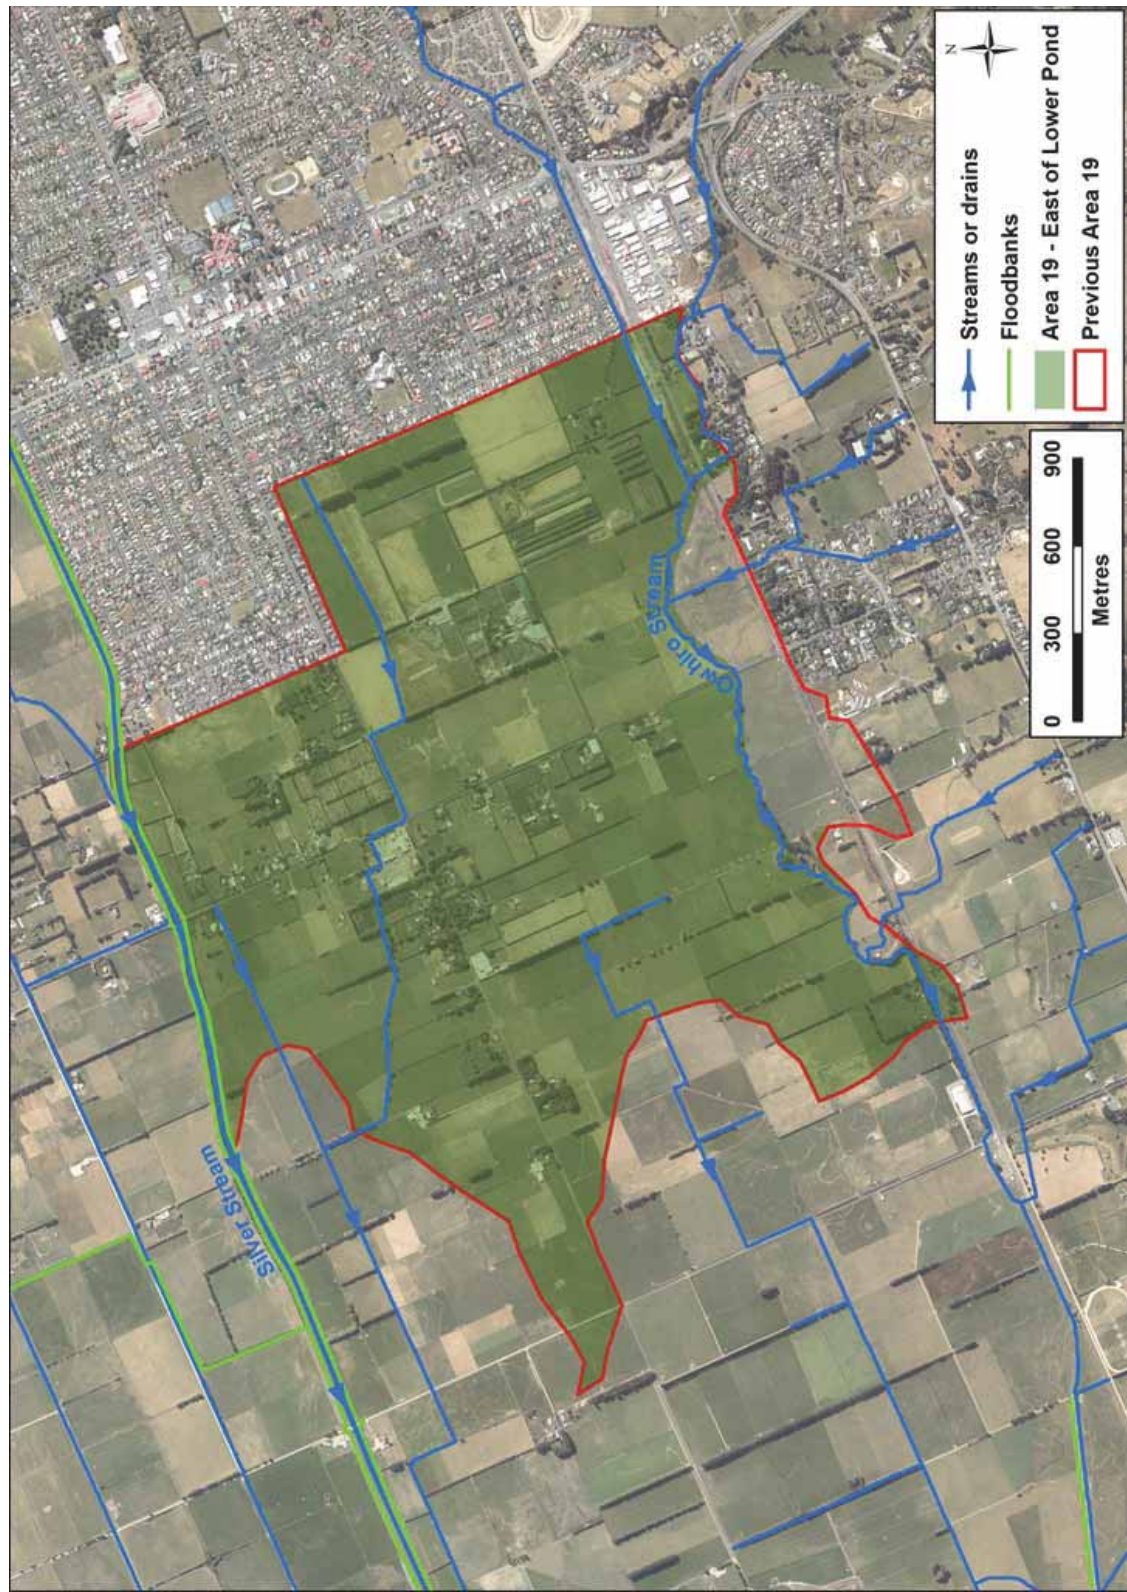 N
Streams or drains
Floodbanks
Area 19 - East of Lower Pond
Previous Area 19
0 300 600 900
Metres
Silver Stream
Owhiro Stream